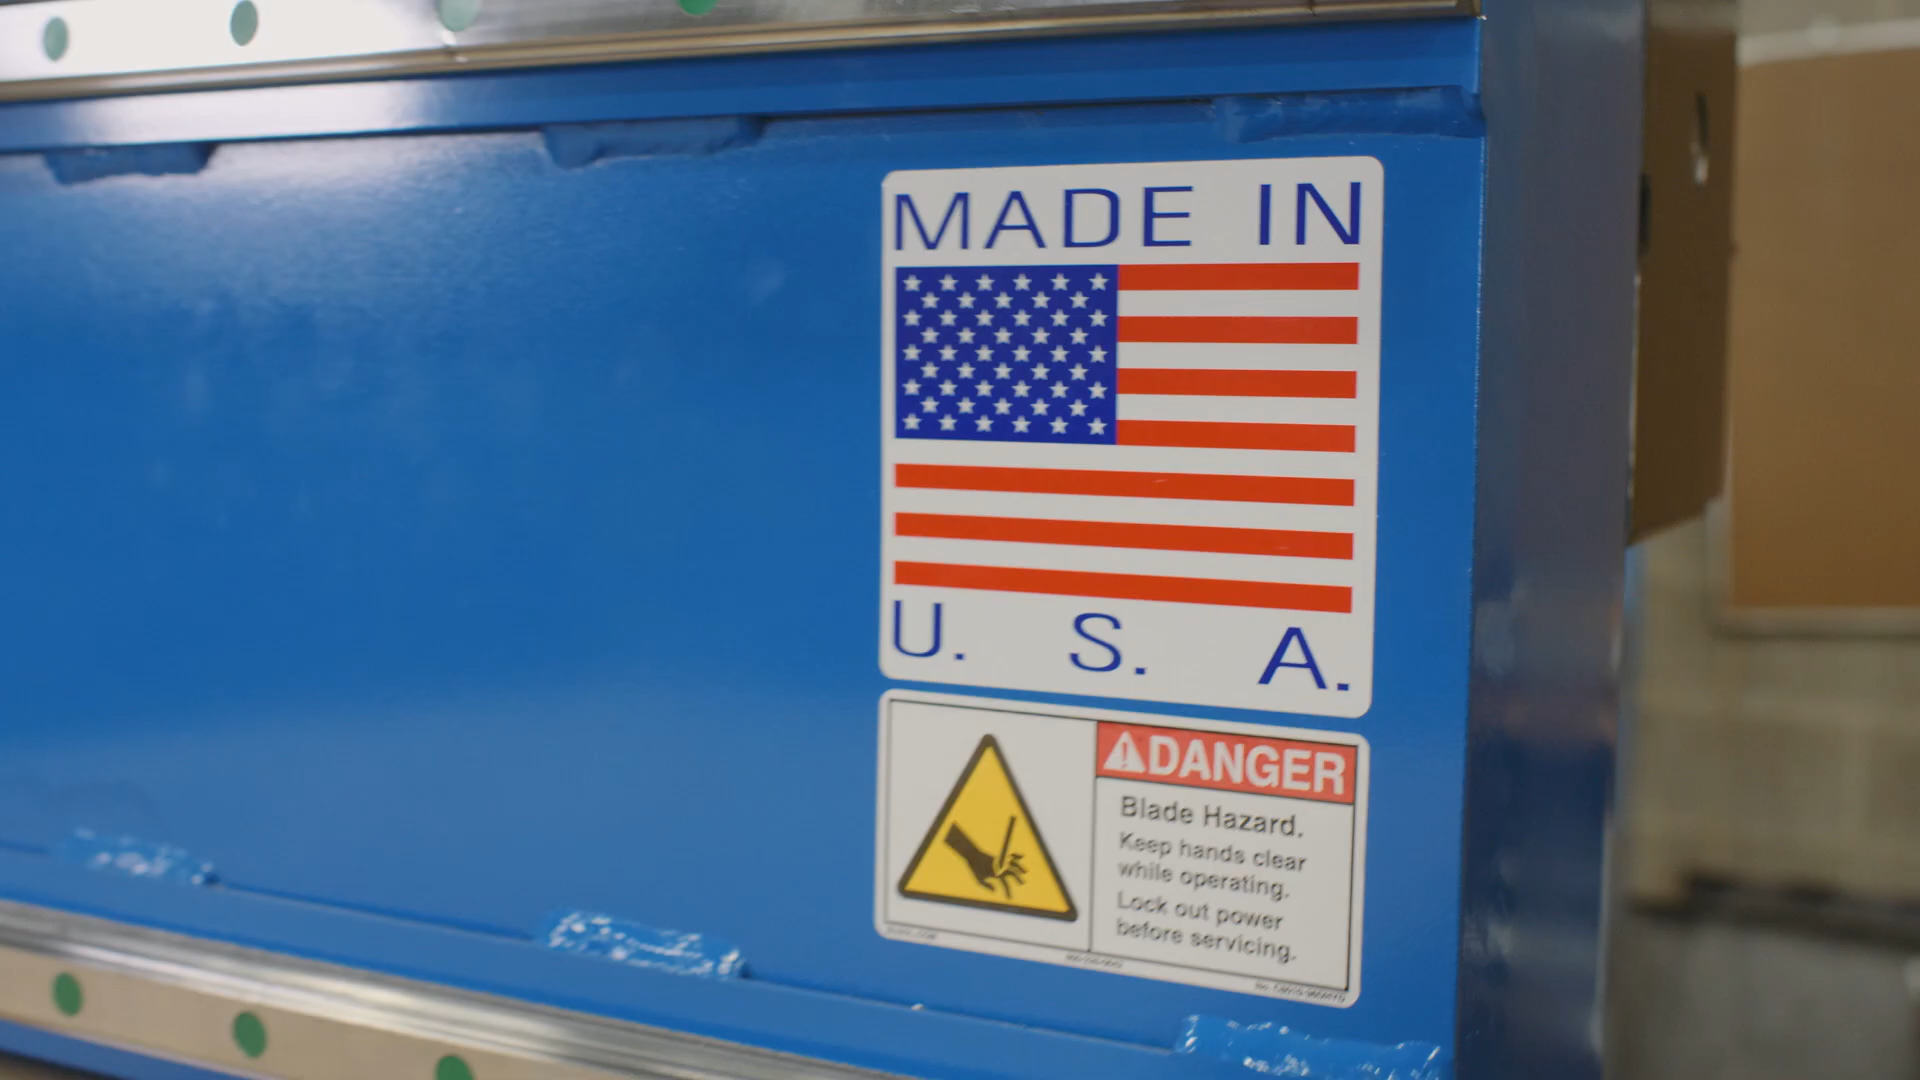 MADE IN
U. S. A.
DANGER
Blade Hazard.
Keep hands clear
while operating.
Lock out power
before servicing.